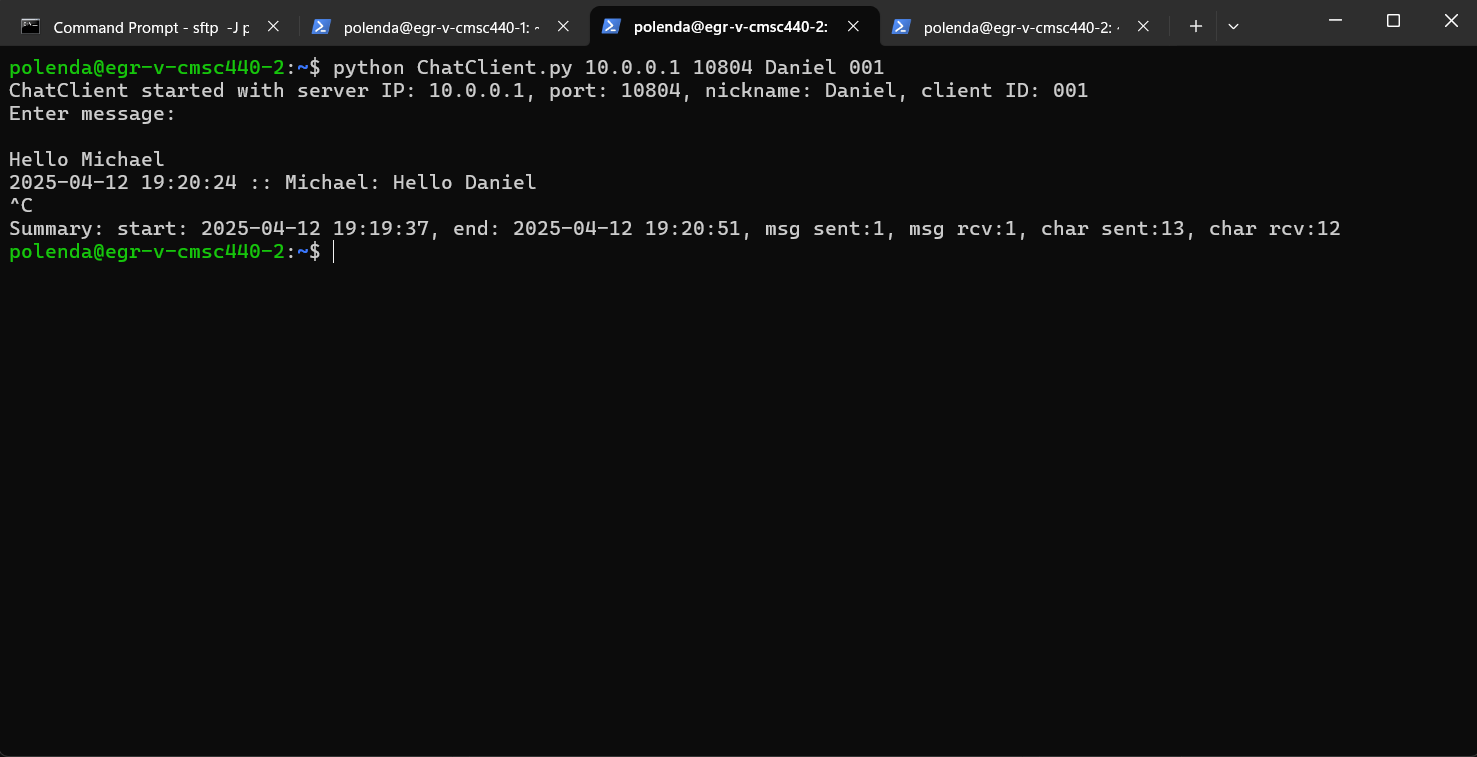 Command Prompt - sftp -J p
polenda@egr-v-cmsc440-1: ~
polenda@egr-v-cmsc440-2:
polenda@egr-v-cmsc440-2: ~
polenda@egr-v-cmsc440-2:~$ python ChatClient.py 10.0.0.1 10804 Daniel 001
ChatClient started with server IP: 10.0.0.1, port: 10804, nickname: Daniel, client ID: 001
Enter message:
Hello Michael
2025-04-12 19:20:24 :: Michael: Hello Daniel
^C
Summary: start: 2025-04-12 19:19:37, end: 2025-04-12 19:20:51, msg sent:1, msg rcv:1, char sent:13, char rcv:12
polenda@egr-v-cmsc440-2:~$